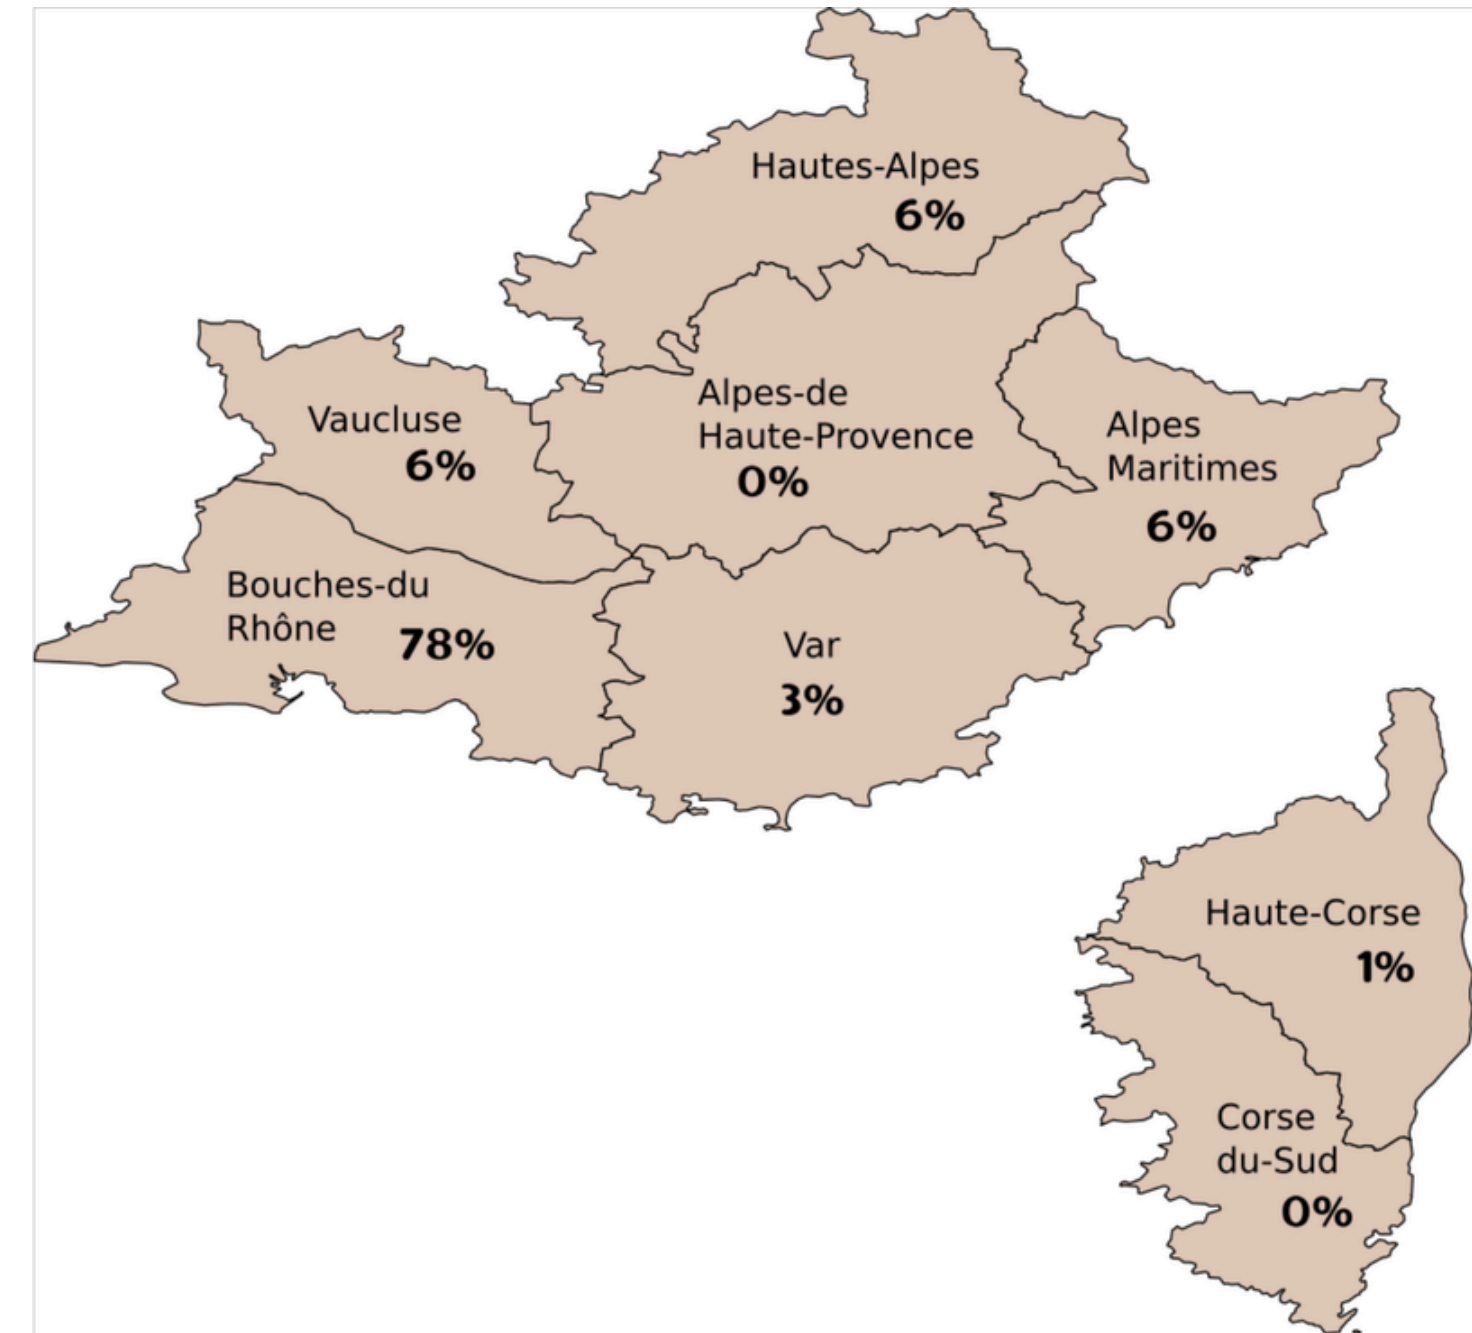 Hautes-Alpes
6%
Vaucluse
6%
Alpes-de
Haute-Provence
0%
Alpes
Maritimes
6%
Bouches-du
Rhône 78%
Var
3%
Haute-Corse
1%
Corse
du-Sud
0%